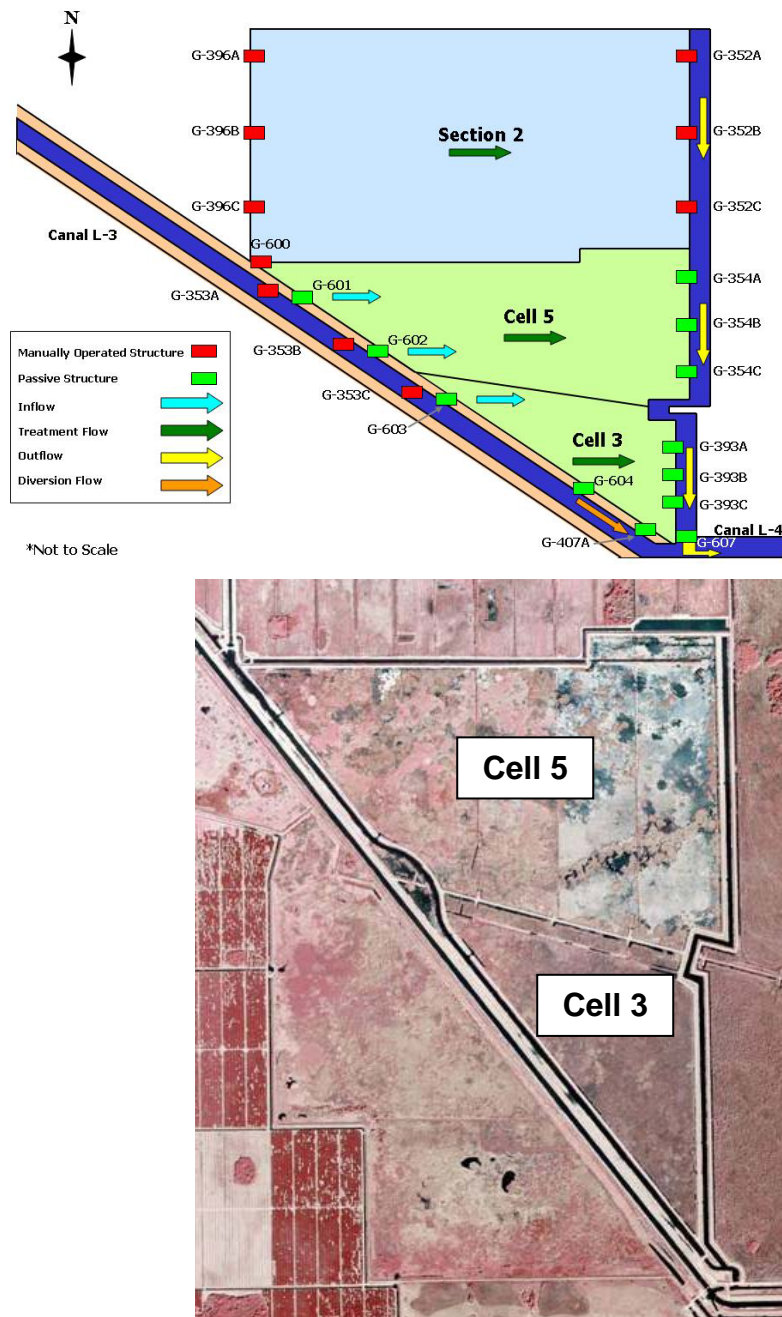 N
G-396A
G-352A
G-396B
Section 2
G-352B
G-396C
G-352C
Canal L-3
G-600
G-353A
G-601
G-354A
Cell 5
G-354B
G-602
G-353B
G-354C
G-353C
G-603
Cell 3
G-393A
G-604
G-393B
G-393C
G-407A
Canal L-4
G-607
Manually Operated Structure
Passive Structure
Inflow
Treatment Flow
Outflow
Diversion Flow
*Not to Scale
Cell 5
Cell 3